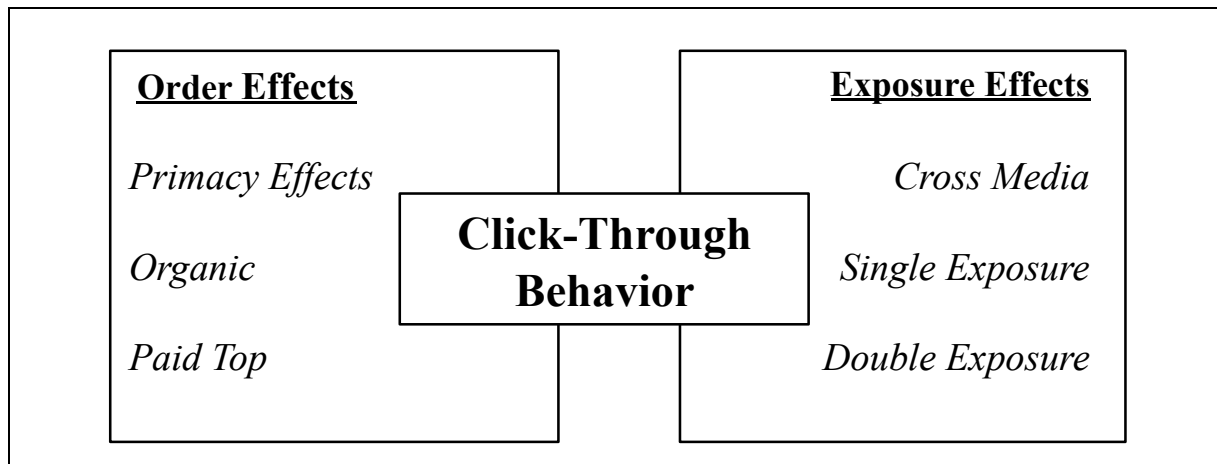 Order Effects
Primacy Effects
Organic
Paid Top
Click-Through
Behavior
Exposure Effects
Cross Media
Single Exposure
Double Exposure